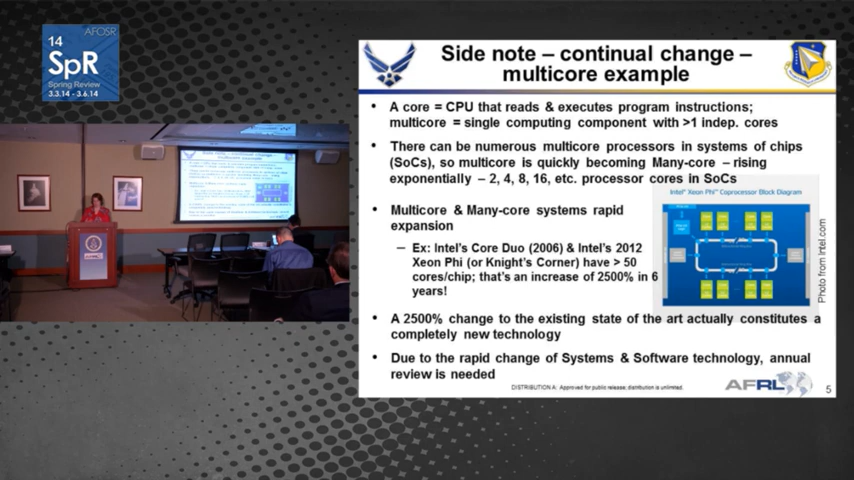 AFOSR
14
SpR
Spring Review
3.3.14 - 3.6.14
Side note – continual change –
multicore example
• A core = CPU that reads & executes program instructions;
multicore = single computing component with >1 indep. cores
• There can be numerous multicore processors in systems of chips
(SoCs), so multicore is quickly becoming Many-core – rising
exponentially – 2, 4, 8, 16, etc. processor cores in SoCs
Intel® Xeon Phi™ Coprocessor Block Diagram
• Multicore & Many-core systems rapid
expansion
– Ex: Intel's Core Duo (2006) & Intel's 2012
Xeon Phi (or Knight's Corner) have > 50
cores/chip; that's an increase of 2500% in 6
years!
Photo from Intel.com
• A 2500% change to the existing state of the art actually constitutes a
completely new technology
• Due to the rapid change of Systems & Software technology, annual
review is needed
DISTRIBUTION A: Approved for public release; distribution is unlimited.
AFRL
5